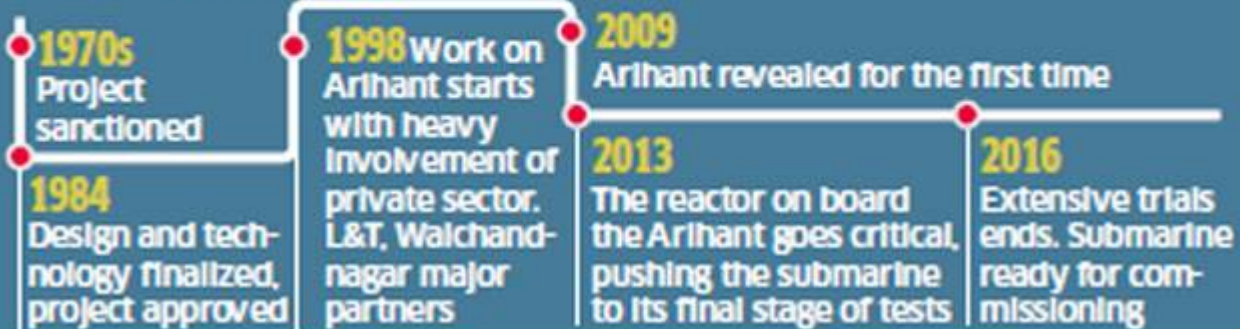 1970s
Project
sanctioned
1984
Design and tech-
nology finalized,
project approved
1998 Work on
Arihant starts
with heavy
involvement of
private sector.
L&T, Walchand-
nagar major
partners
2009
Arihant revealed for the first time
2013
The reactor on board
the Arihant goes critical,
pushing the submarine
to its final stage of tests
2016
Extensive trials
ends. Submarine
ready for com-
missioning